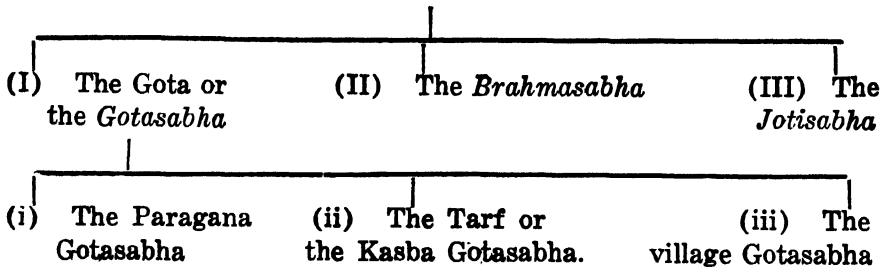 (I) The Gota or (II) The Brahmasabha (III) The
the Gotasabha Jotisabha
(i) The Paragana (ii) The Tarf or (iii) The
Gotasabha the Kasba Gotasabha. village Gotasabha